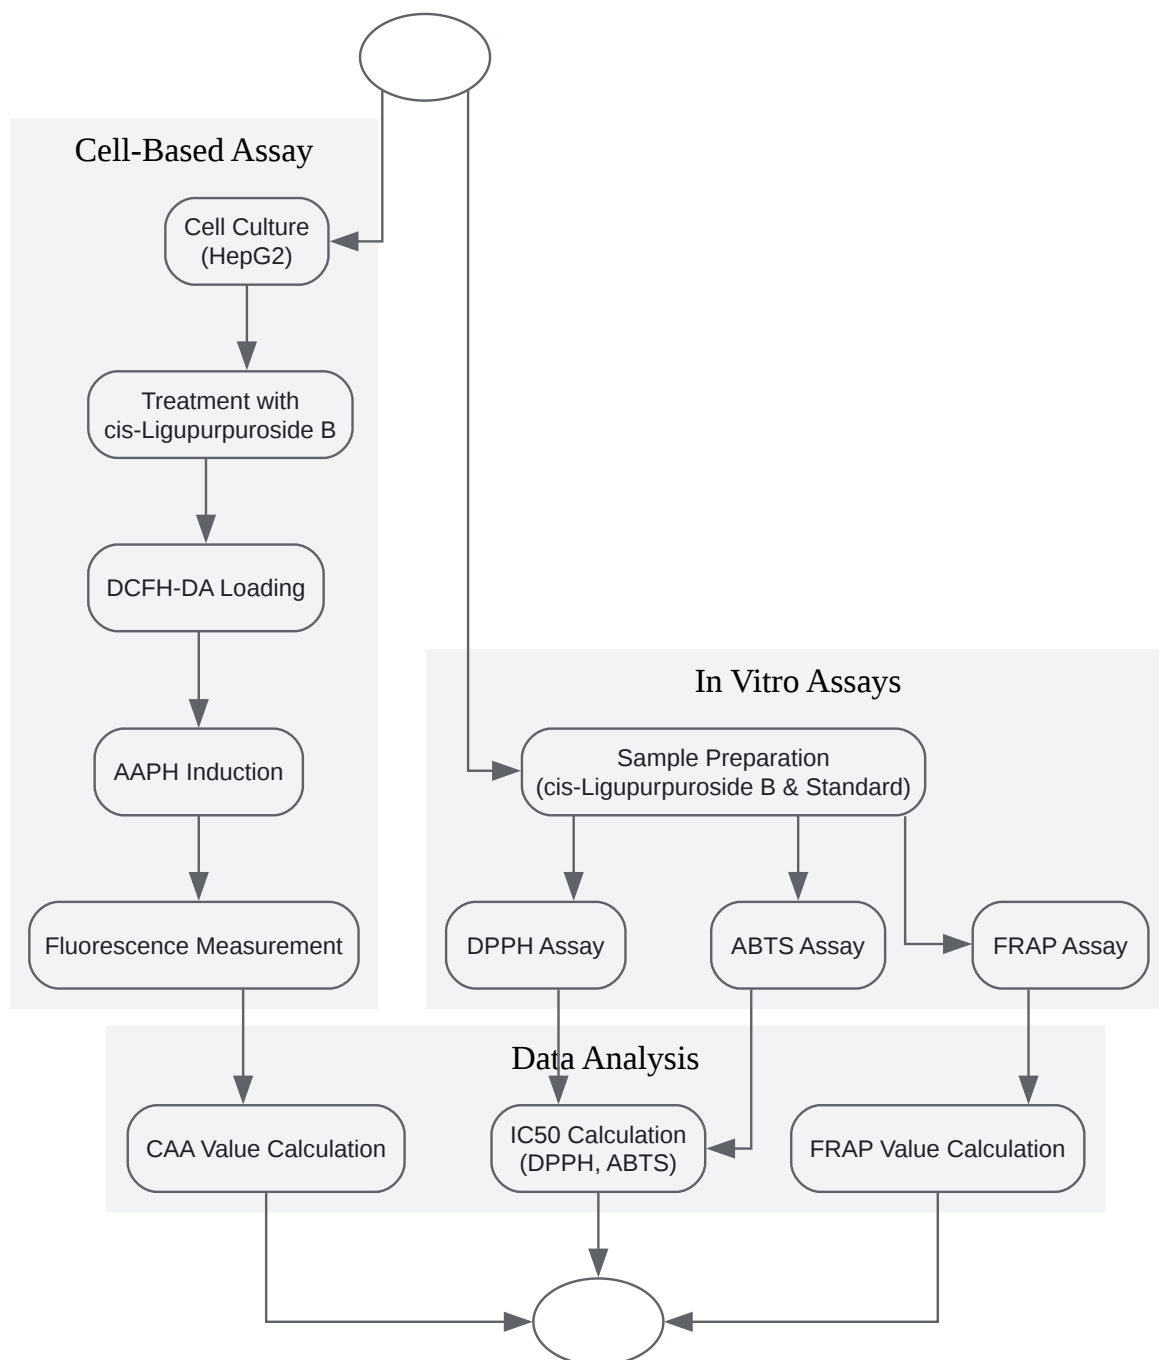 Cell-Based Assay
Cell Culture
(HepG2)
Treatment with
cis-Ligupurpuroside B
DCFH-DA Loading
AAPH Induction
Fluorescence Measurement
In Vitro Assays
Sample Preparation
(cis-Ligupurpuroside B & Standard)
DPPH Assay
ABTS Assay
FRAP Assay
Data Analysis
CAA Value Calculation
IC50 Calculation
(DPPH, ABTS)
FRAP Value Calculation